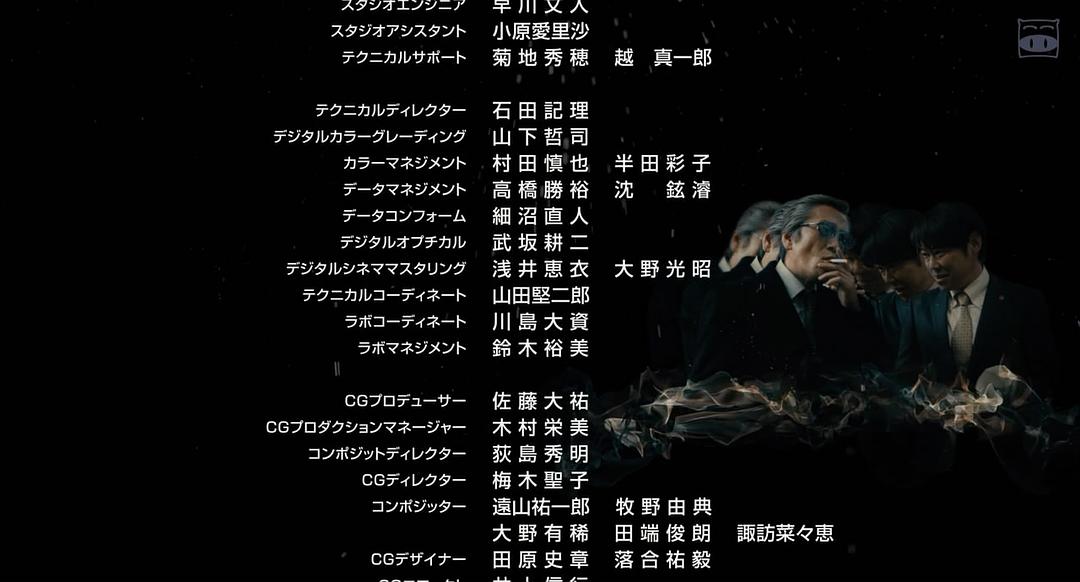 スタジオエンジニア 早川文人
スタジオアシスタント 小原愛里沙
テクニカルサポート 菊地秀穂 越 真一郎
テクニカルディレクター 石田記理
デジタルカラーグレーディング 山下哲司
カラーマネジメント 村田慎也 半田彩子
データマネジメント 高橋勝裕 沈 鉉濬
データコンフォーム 細沼直人
デジタルオプチカル 武坂耕二
デジタルシネママスタリング 浅井恵衣 大野光昭
テクニカルコーディネート 山田堅二郎
ラボコーディネート 川島大資
ラボマネジメント 鈴木裕美
CGプロデューサー 佐藤大祐
CGプロダクションマネージャー 木村栄美
コンポジットディレクター 荻島秀明
CGディレクター 梅木聖子
コンポジッター 遠山祐一郎 牧野由典
大野有稀 田端俊朗 諏訪菜々恵
CGデザイナー 田原史章 落合祐毅